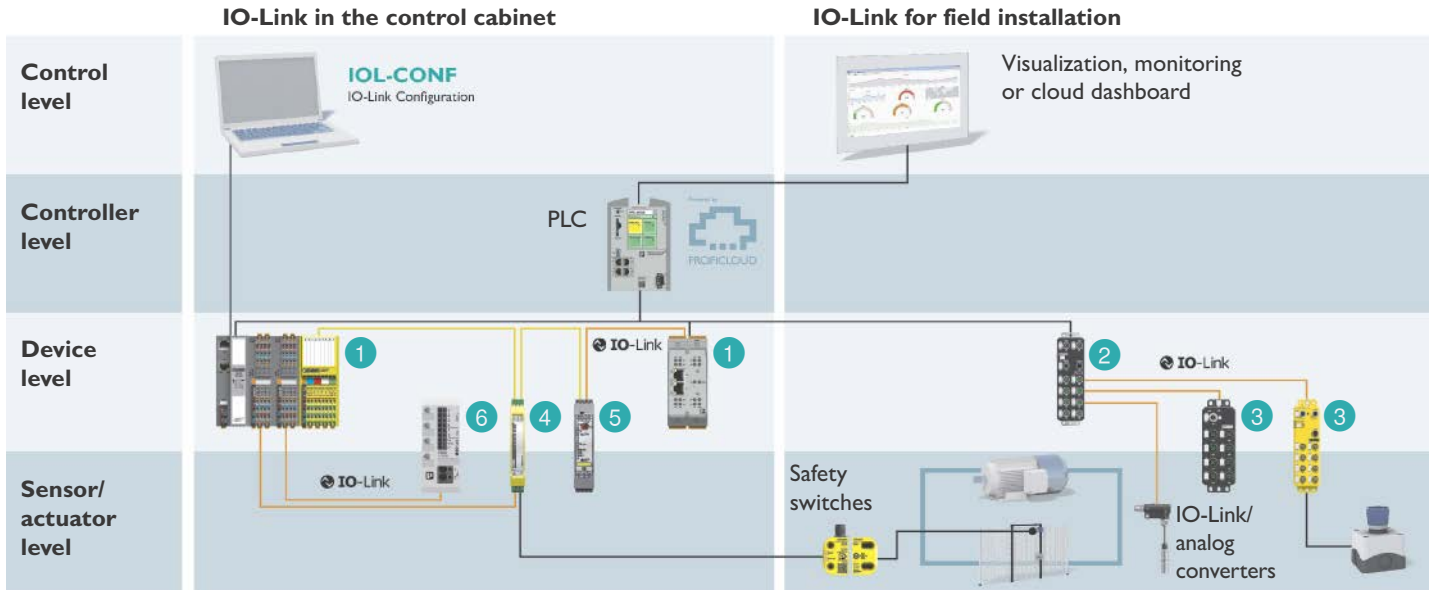 IO-Link in the control cabinet
IO-Link for field installation
Control
level
IOL-CONF
IO-Link Configuration
Visualization, monitoring
or cloud dashboard
Controller
level
PLC
PROFICLOUD
Device
level
1
IO-Link
1
2
IO-Link
6
4
5
3
3
IO-Link
Sensor/
actuator
level
Safety
switches
IO-Link/
analog
converters